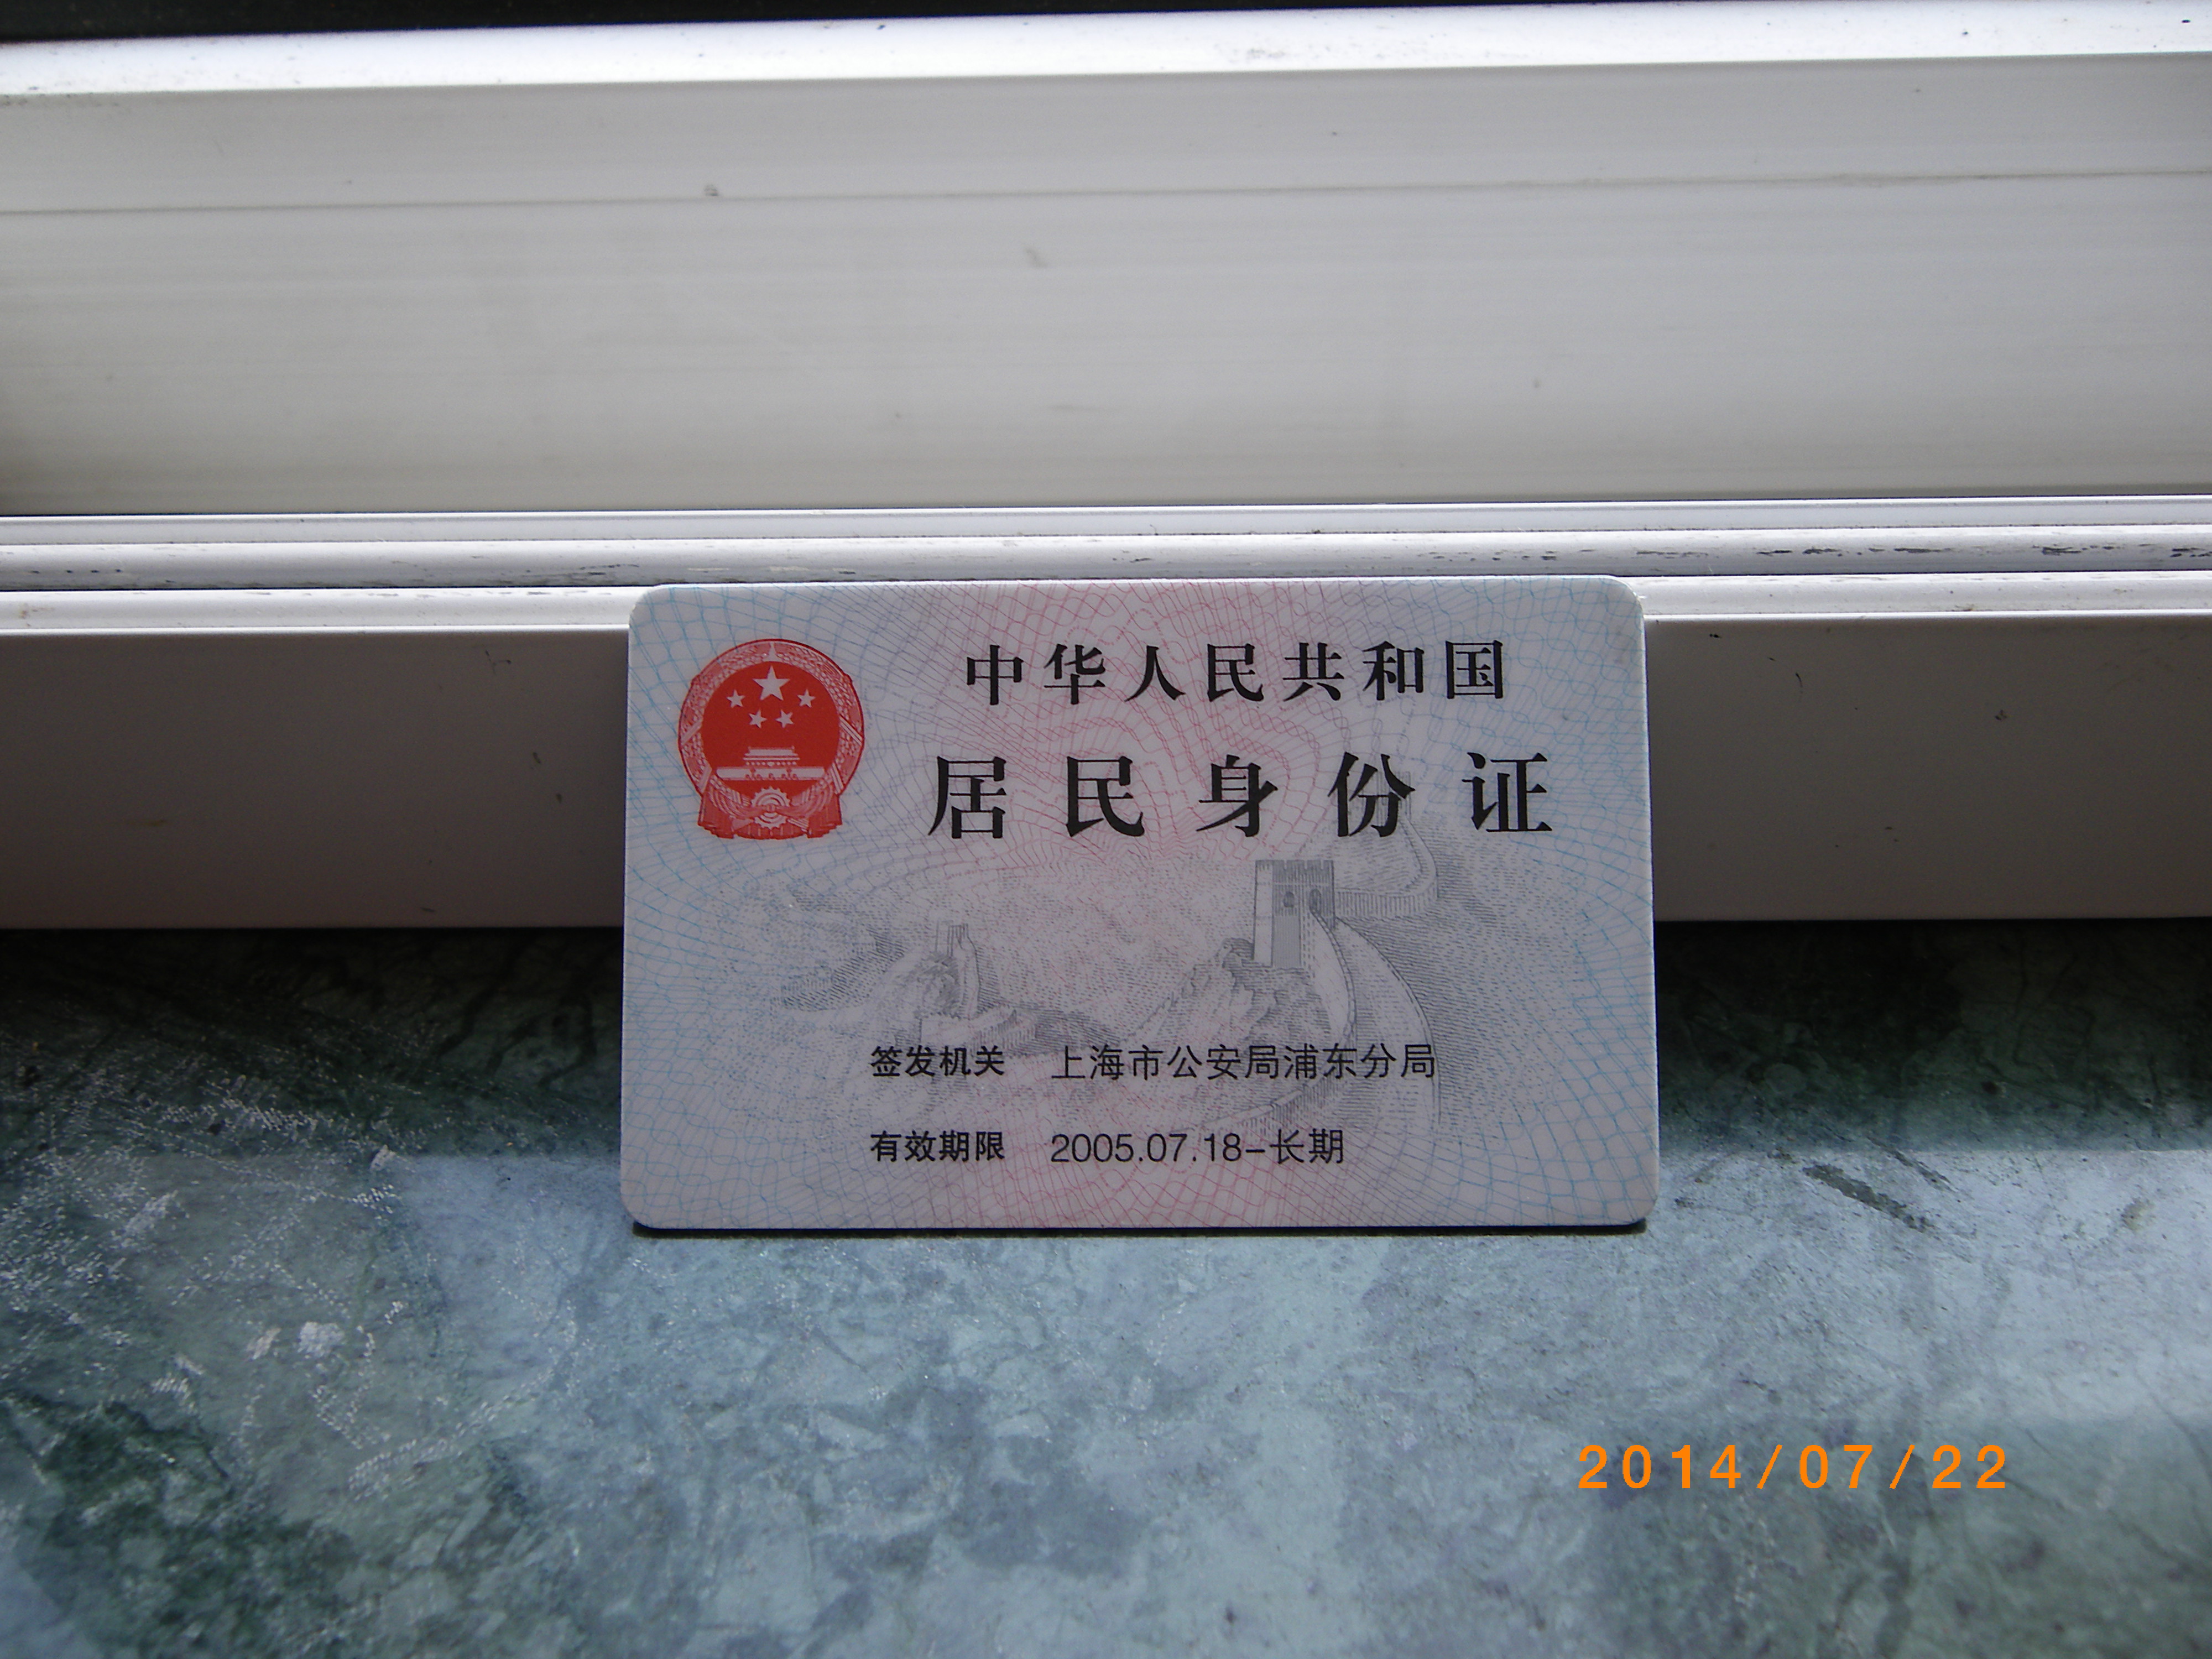 中华人民共和国
居民身份证
签发机关 上海市公安局浦东分局
有效期限 2005.07.18-长期
2014/07/22